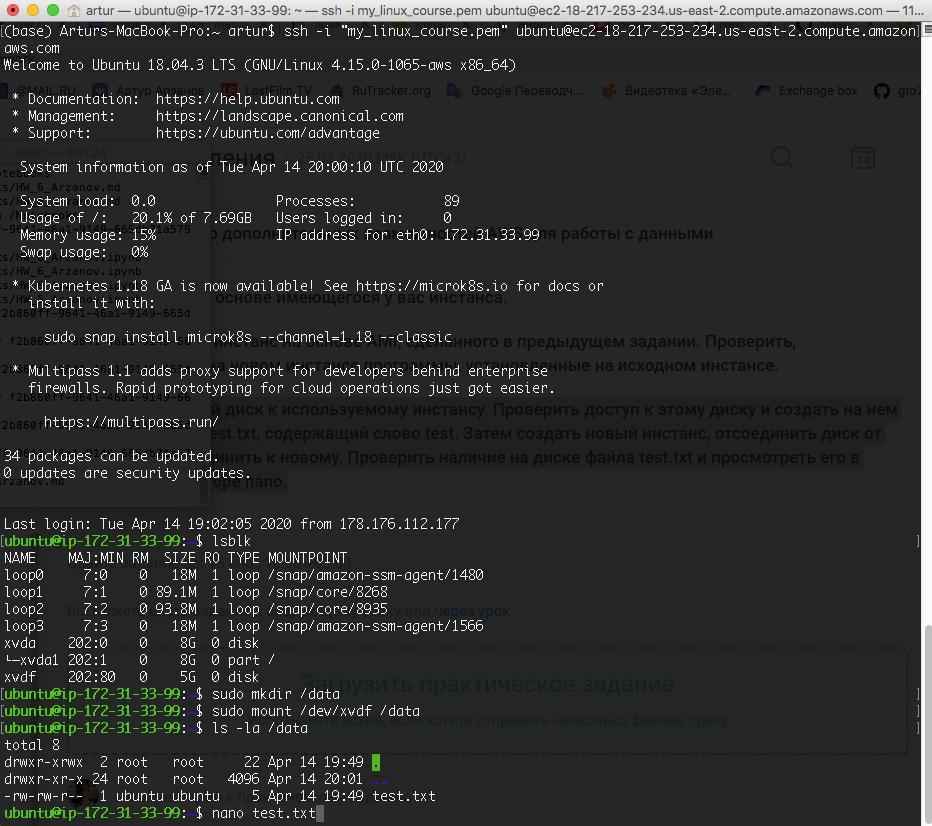 artur — ubuntu@ip-172-31-33-99: ~ — ssh -i my_linux_course.pem ubuntu@ec2-18-217-253-234.us-east-2.compute.amazonaws.com — 11...
[(base) Arturs-MacBook-Pro:~ artur$ ssh -i "my_linux_course.pem" ubuntu@ec2-18-217-253-234.us-east-2.compute.amazon]
aws.com
Welcome to Ubuntu 18.04.3 LTS (GNU/Linux 4.15.0-1065-aws x86_64)
@MAIL.RU Артур Арзанов LostFilm.TV RuTracker.org Google Переводч... Видеотека «Эле... Exchange box gto7
* Documentation:  https://help.ubuntu.com
* Management:     https://landscape.canonical.com
* Support:        https://ubuntu.com/advantage
System information as of Tue Apr 14 20:00:10 UTC 2020
System load:  0.0               Processes:           89
Usage of /:   20.1% of 7.69GB   Users logged in:     0
Memory usage: 15%               IP address for eth0: 172.31.33.99
Swap usage:   0%
* Kubernetes 1.18 GA is now available! See https://microk8s.io for docs or
install it with:
sudo snap install microk8s --channel=1.18 --classic
* Multipass 1.1 adds proxy support for developers behind enterprise
firewalls. Rapid prototyping for cloud operations just got easier.
https://multipass.run/
34 packages can be updated.
0 updates are security updates.
Last login: Tue Apr 14 19:02:05 2020 from 178.176.112.177
[ubuntu@ip-172-31-33-99:~$ lsblk ]
NAME    MAJ:MIN RM  SIZE RO TYPE MOUNTPOINT
loop0     7:0    0   18M  1 loop /snap/amazon-ssm-agent/1480
loop1     7:1    0 89.1M  1 loop /snap/core/8268
loop2     7:2    0 93.8M  1 loop /snap/core/8935
loop3     7:3    0   18M  1 loop /snap/amazon-ssm-agent/1566
xvda    202:0    0    8G  0 disk
└─xvda1 202:1    0    8G  0 part /
xvdf    202:80   0    5G  0 disk
[ubuntu@ip-172-31-33-99:~$ sudo mkdir /data ]
[ubuntu@ip-172-31-33-99:~$ sudo mount /dev/xvdf /data ]
[ubuntu@ip-172-31-33-99:~$ ls -la /data ]
total 8
drwxr-xrwx  2 root   root     22 Apr 14 19:49 .
drwxr-xr-x 24 root   root   4096 Apr 14 20:01 ..
-rw-rw-r--  1 ubuntu ubuntu    5 Apr 14 19:49 test.txt
ubuntu@ip-172-31-33-99:~$ nano test.txt